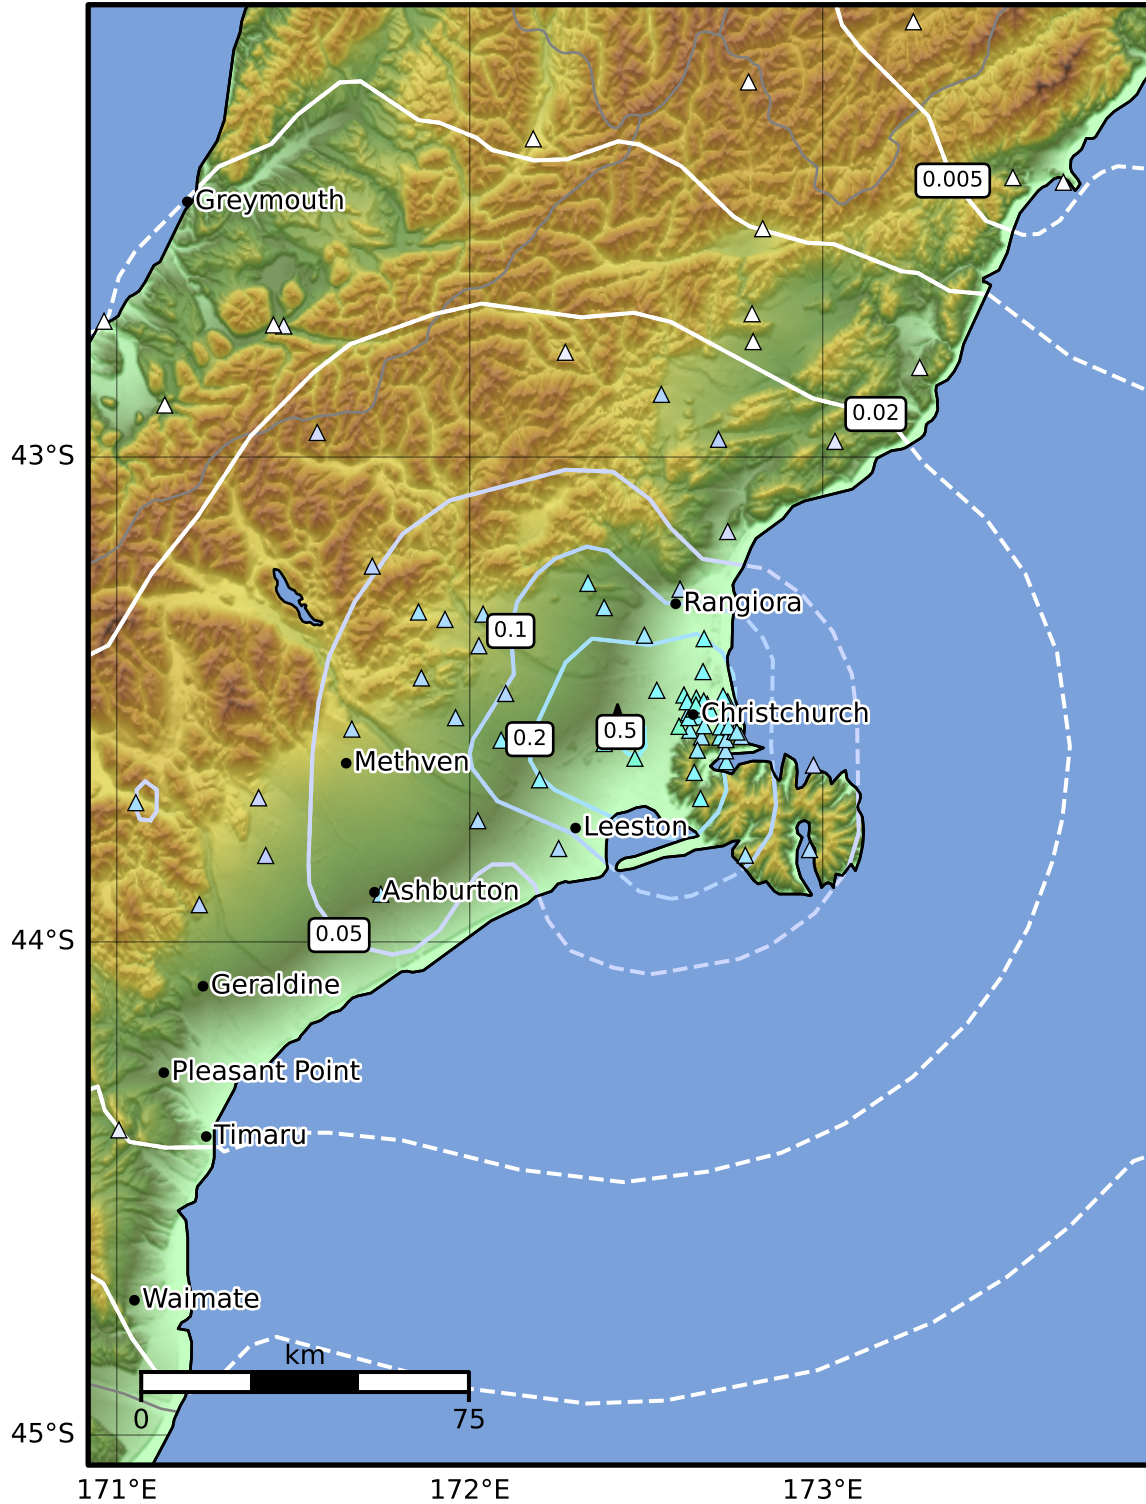 0.005
Greymouth
0.02
43°S
Rangiora
0.1
Christchurch
0.5
0.2
Methven
Leeston
Ashburton
0.05
44°S
Geraldine
Pleasant Point
Timaru
Waimate
km
0
75
45°S
171°E
172°E
173°E